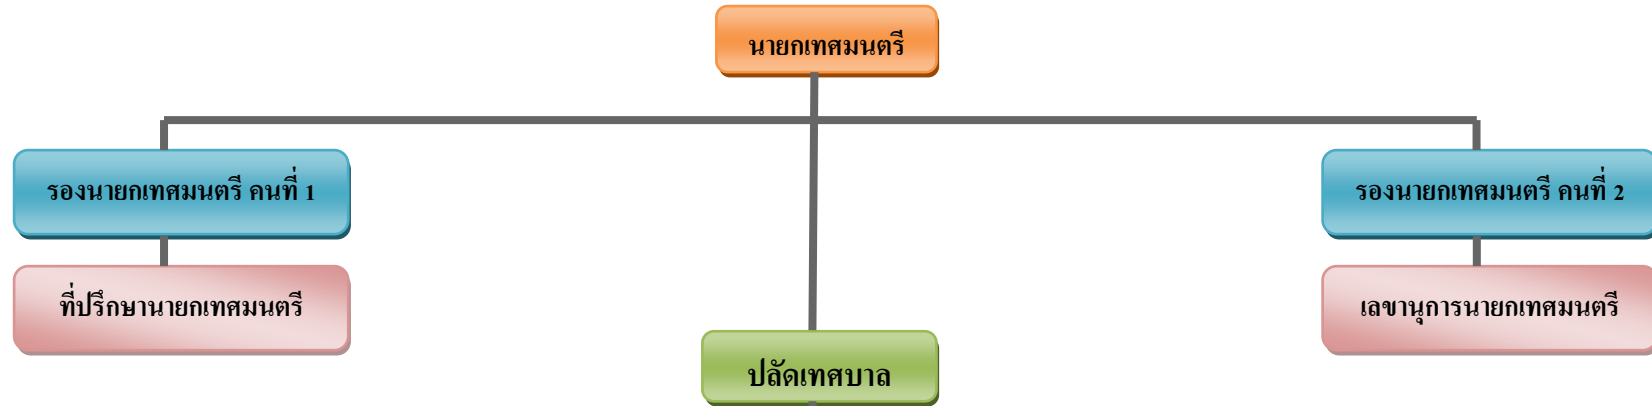 นายกเทศมนตรี
รองนายกเทศมนตรี คนที่ 1
รองนายกเทศมนตรี คนที่ 2
ที่ปรึกษานายกเทศมนตรี
เลขานุการนายกเทศมนตรี
ปลัดเทศบาล